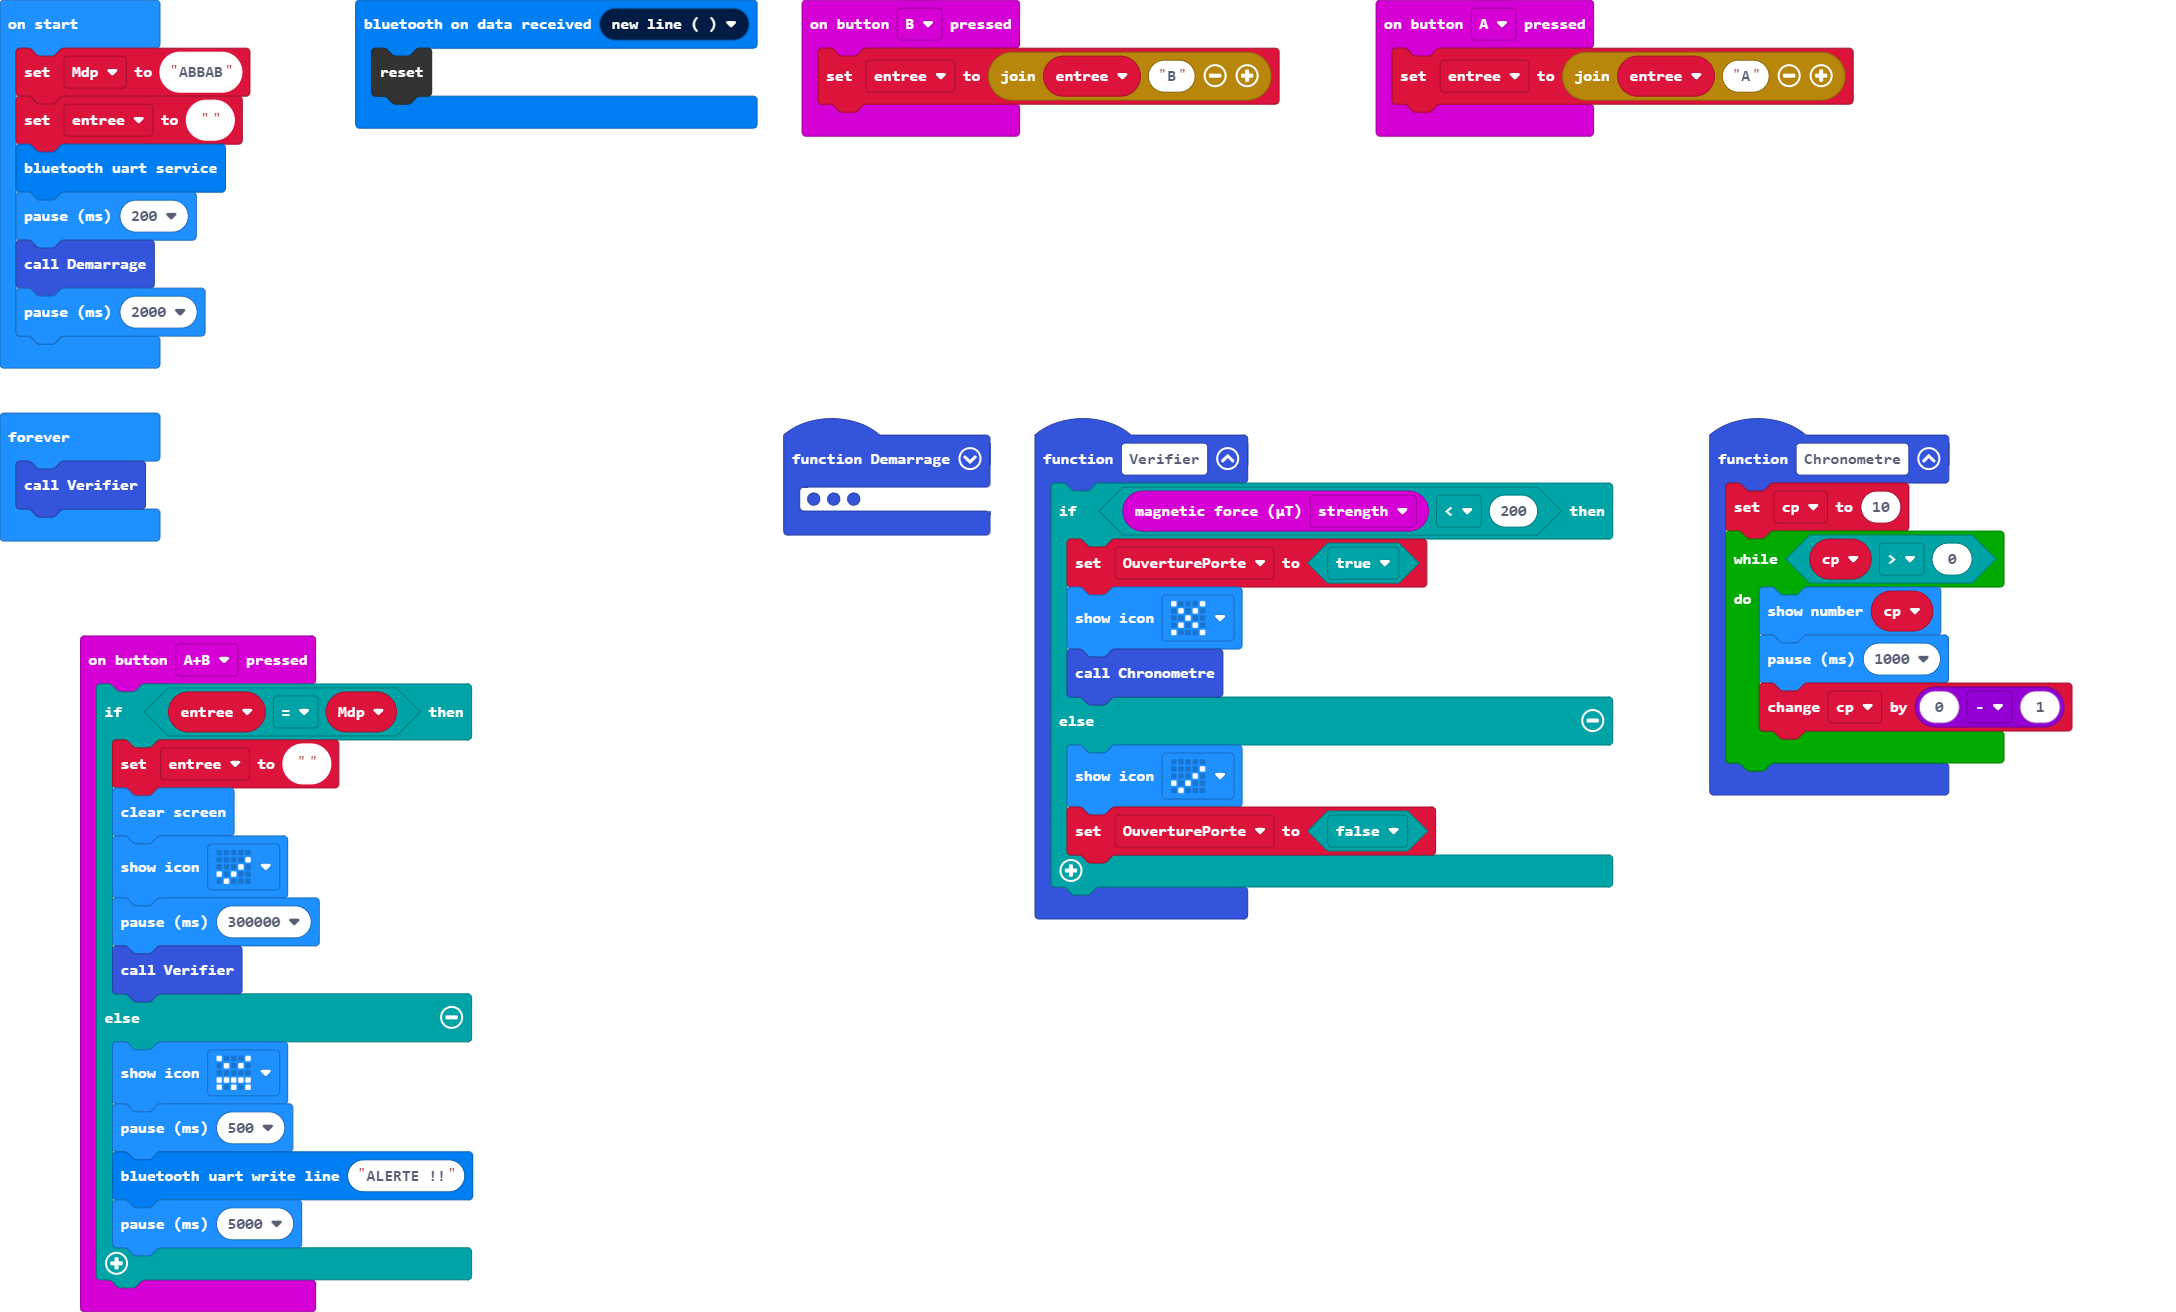 on start
set Mdp to "ABBAB"
set entree to " "
bluetooth uart service
pause (ms) 200
call Demarrage
pause (ms) 2000
bluetooth on data received new line ( )
reset
on button B pressed
set entree to join entree "B"
on button A pressed
set entree to join entree "A"
forever
call Verifier
on button A+B pressed
if entree = Mdp then
set entree to " "
clear screen
show icon
pause (ms) 300000
call Verifier
else
show icon
pause (ms) 500
bluetooth uart write line "ALERTE !!"
pause (ms) 5000
function Demarrage
function Verifier
if magnetic force (µT) strength < 200 then
set OuverturePorte to true
show icon
call Chronometre
else
show icon
set OuverturePorte to false
function Chronometre
set cp to 10
while cp > 0
do
show number cp
pause (ms) 1000
change cp by 0 - 1